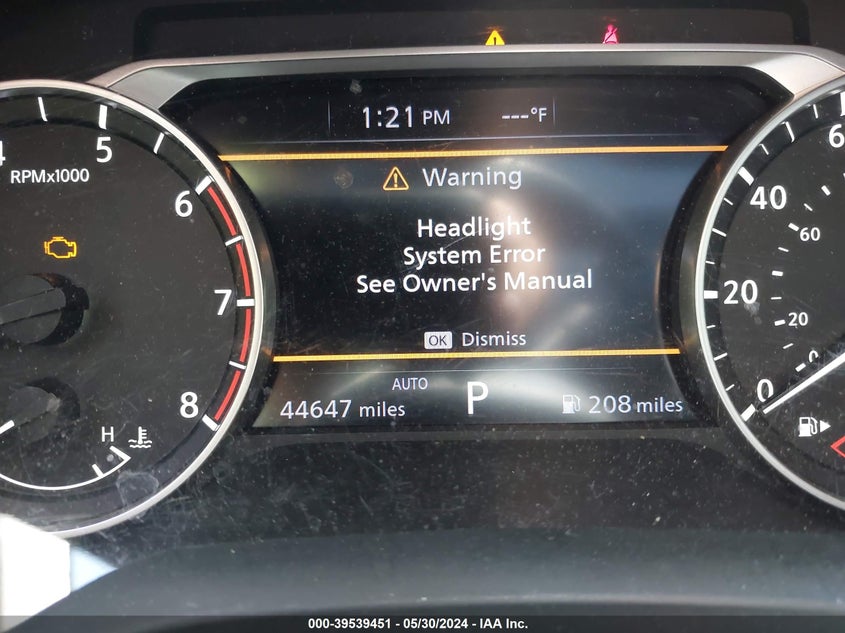 1:21 PM ---°F
4 5 6 7 8
RPMx1000
Warning
Headlight
System Error
See Owner's Manual
OK Dismiss
AUTO
44647 miles P 208 miles
H
40
20
0
60
20
0
000-39539451 - 05/30/2024 - IAA Inc.